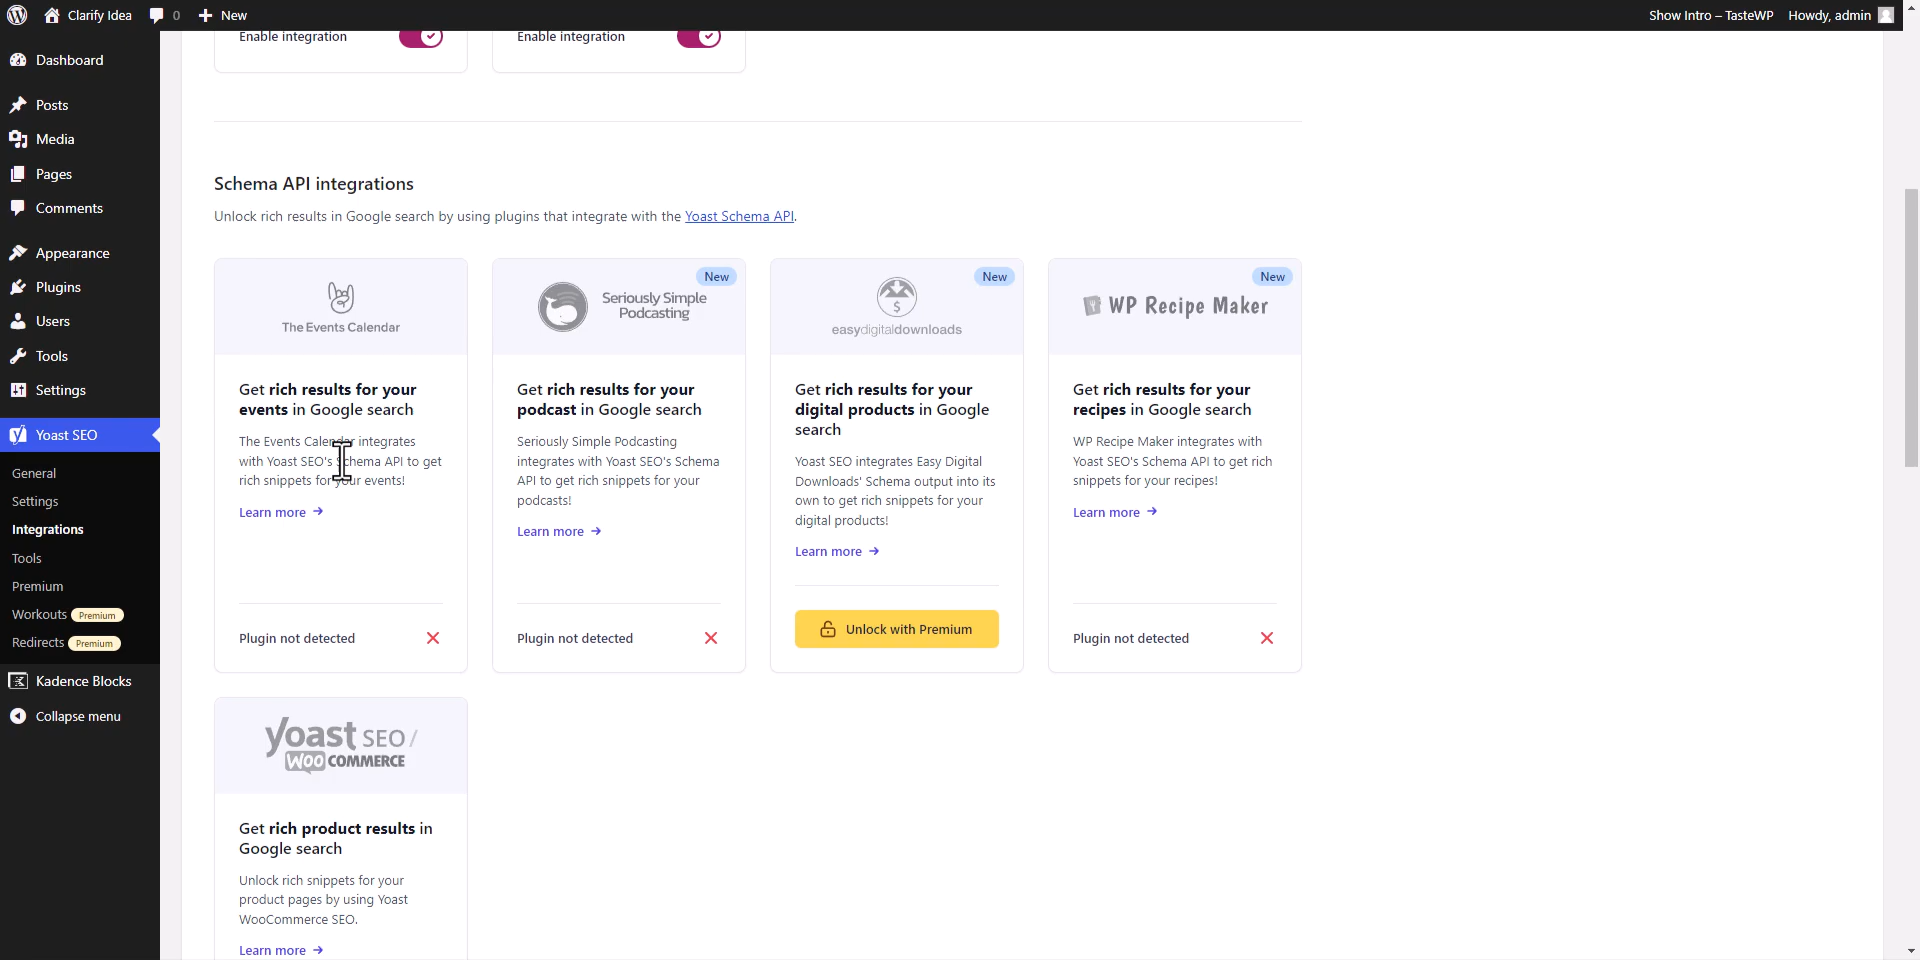 Clarify Idea
0
New
Show Intro – TasteWP
Howdy, admin
Dashboard
Posts
Media
Pages
Comments
Appearance
Plugins
Users
Tools
Settings
Yoast SEO
General
Settings
Integrations
Tools
Premium
Workouts Premium
Redirects Premium
Kadence Blocks
Collapse menu
Enable integration
Enable integration
Schema API integrations
Unlock rich results in Google search by using plugins that integrate with the Yoast Schema API.
The Events Calendar
Get rich results for your
events in Google search
The Events Calendar integrates
with Yoast SEO's Schema API to get
rich snippets for your events!
Learn more →
Plugin not detected
New
Seriously Simple
Podcasting
Get rich results for your
podcast in Google search
Seriously Simple Podcasting
integrates with Yoast SEO's Schema
API to get rich snippets for your
podcasts!
Learn more →
Plugin not detected
New
easydigitaldownloads
Get rich results for your
digital products in Google
search
Yoast SEO integrates Easy Digital
Downloads' Schema output into its
own to get rich snippets for your
digital products!
Learn more →
Unlock with Premium
New
WP Recipe Maker
Get rich results for your
recipes in Google search
WP Recipe Maker integrates with
Yoast SEO's Schema API to get rich
snippets for your recipes!
Learn more →
Plugin not detected
yoast SEO /
WOO COMMERCE
Get rich product results in
Google search
Unlock rich snippets for your
product pages by using Yoast
WooCommerce SEO.
Learn more →